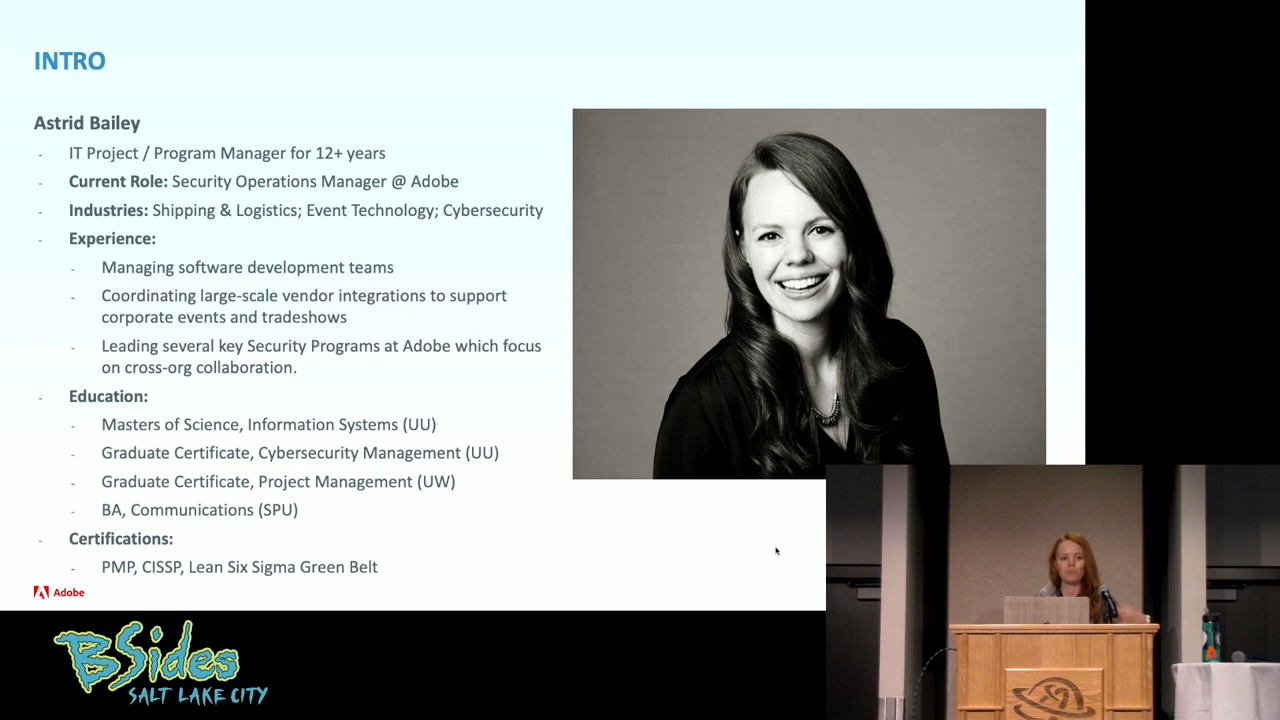 INTRO
Astrid Bailey
- IT Project / Program Manager for 12+ years
- Current Role: Security Operations Manager @ Adobe
- Industries: Shipping & Logistics; Event Technology; Cybersecurity
- Experience:
- Managing software development teams
- Coordinating large-scale vendor integrations to support
corporate events and tradeshows
- Leading several key Security Programs at Adobe which focus
on cross-org collaboration.
- Education:
- Masters of Science, Information Systems (UU)
- Graduate Certificate, Cybersecurity Management (UU)
- Graduate Certificate, Project Management (UW)
- BA, Communications (SPU)
- Certifications:
- PMP, CISSP, Lean Six Sigma Green Belt
Adobe
BSides
SALT LAKE CITY